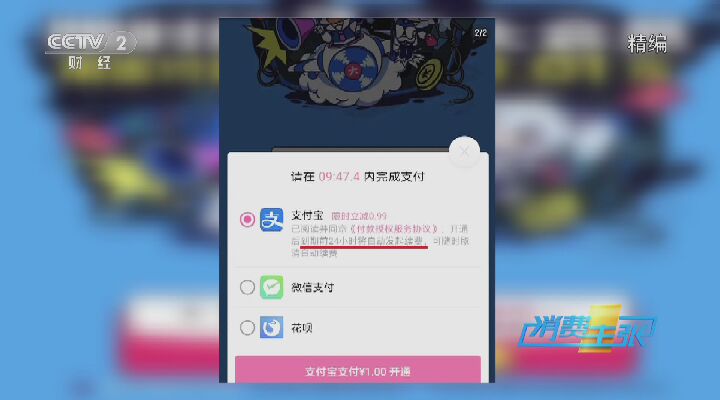 CCTV 2
财经
精编
2/2
请在 09:47.4 内完成支付
支付宝 限时立减0.99
已阅读并同意《付款授权服务协议》，开通
后到期前24小时将自动发起续费，可随时取
消自动续费
微信支付
花呗
支付宝支付¥1.00 开通
消费主张